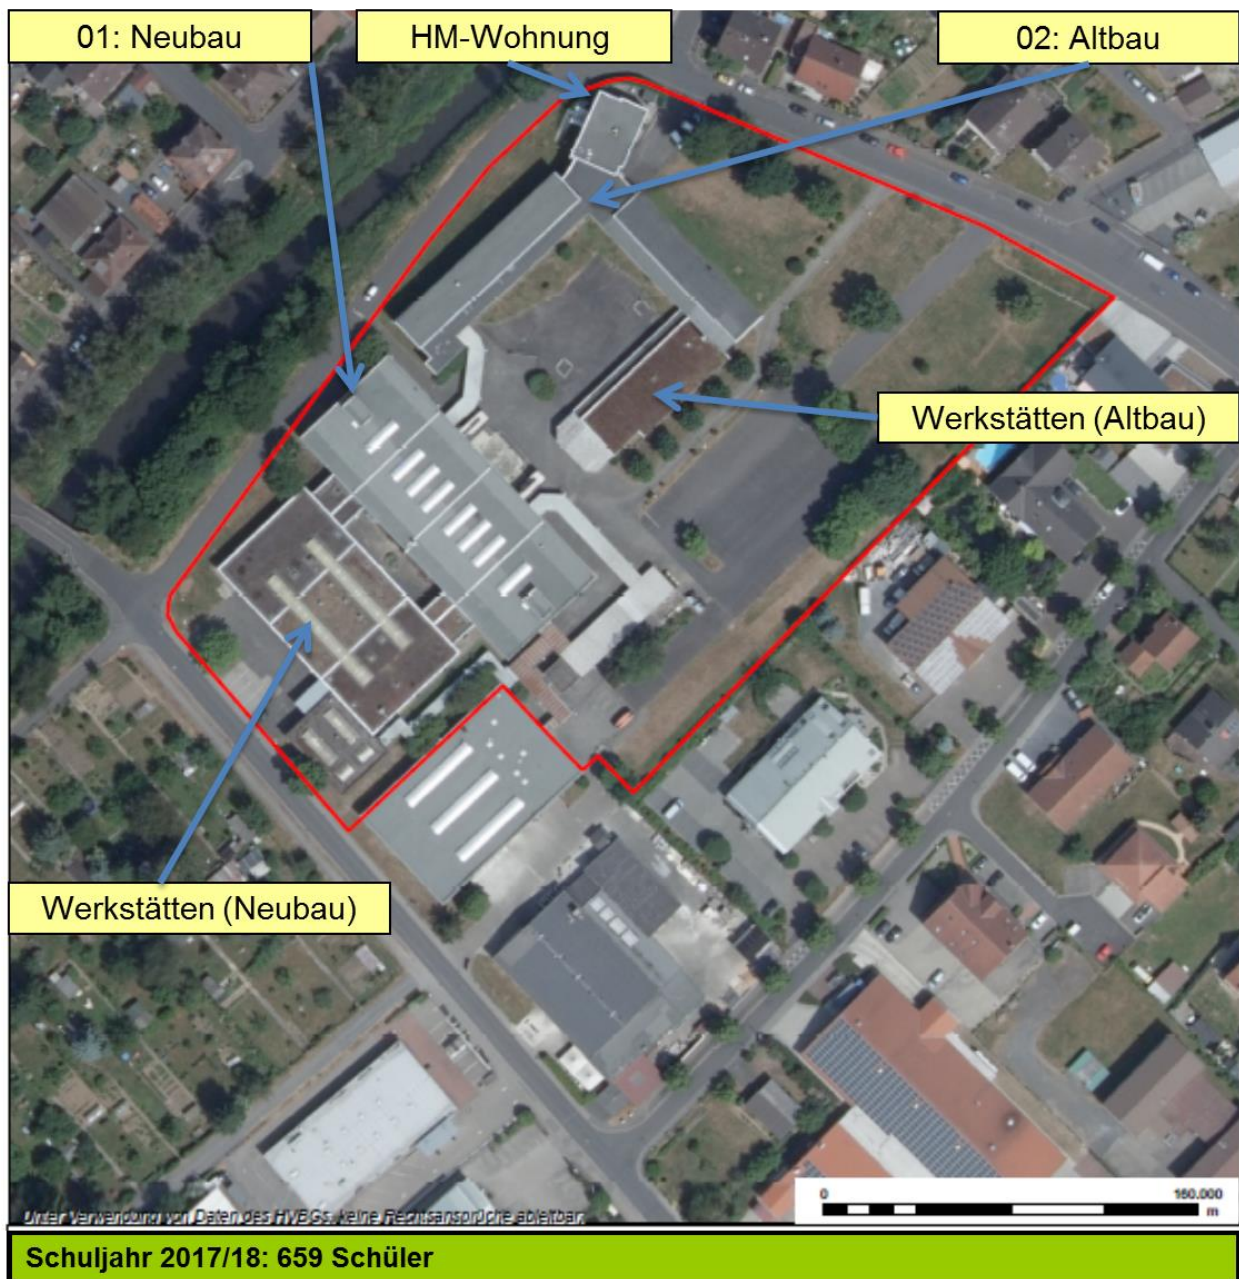 01: Neubau
HM-Wohnung
02: Altbau
Werkstätten (Altbau)
Werkstätten (Neubau)
0 160.000
m
Unter Verwendung von Daten des HVBGs, keine Rechtsansprüche ableitbar.
Schuljahr 2017/18: 659 Schüler